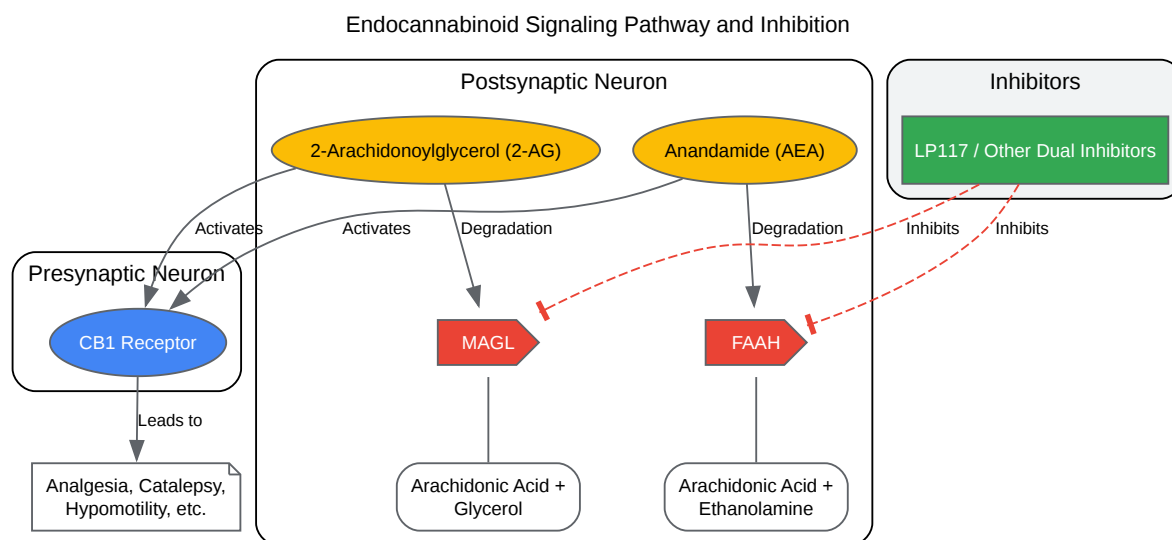 Endocannabinoid Signaling Pathway and Inhibition
Postsynaptic Neuron
Inhibitors
2-Arachidonoylglycerol (2-AG)
Anandamide (AEA)
LP117 / Other Dual Inhibitors
Activates
Activates
Degradation
Degradation
Inhibits
Inhibits
Presynaptic Neuron
CB1 Receptor
MAGL
FAAH
Leads to
Analgesia, Catalepsy,
Hypomotility, etc.
Arachidonic Acid +
Glycerol
Arachidonic Acid +
Ethanolamine